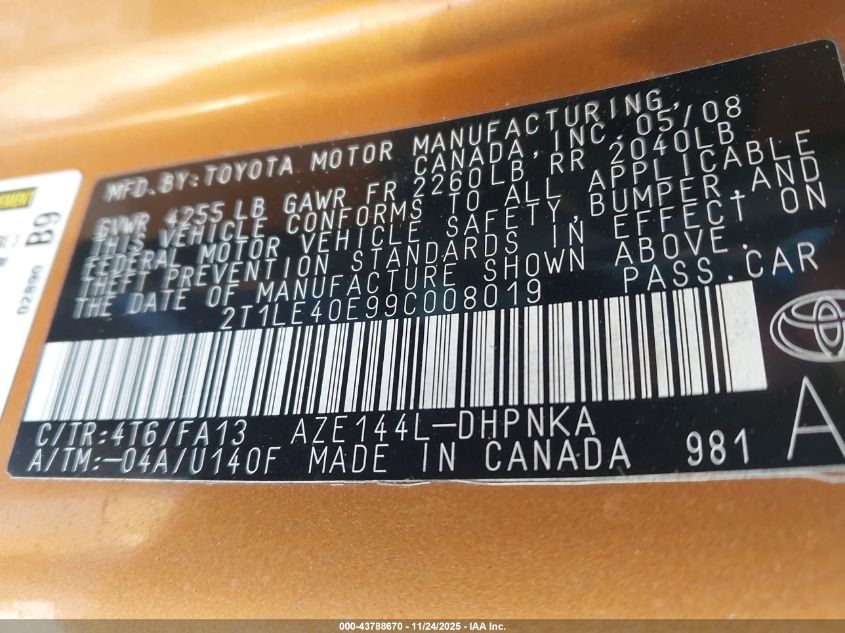 MFD.BY:TOYOTA MOTOR MANUFACTURING,
CANADA,INC. 05/08
GVWR 4255LB GAWR FR 2260LB,RR 2040LB
THIS VEHICLE CONFORMS TO ALL APPLICABLE
FEDERAL MOTOR VEHICLE SAFETY,BUMPER,AND
THEFT PREVENTION STANDARDS IN EFFECT ON
THE DATE OF MANUFACTURE SHOWN ABOVE.
2T1LE40E99C008019 PASS.CAR
C/TR:4T6/FA13 AZE144L-DHPNKA
A/TM:-04A/U140F MADE IN CANADA 981 A
B9
02800
000-43788670 - 11/24/2025 - IAA Inc.